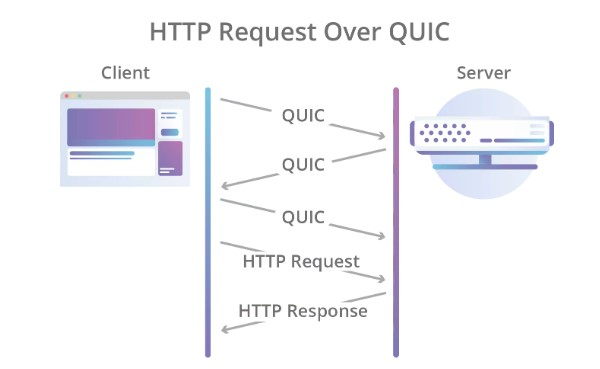 HTTP Request Over QUIC
Client
Server
QUIC
QUIC
QUIC
HTTP Request
HTTP Response